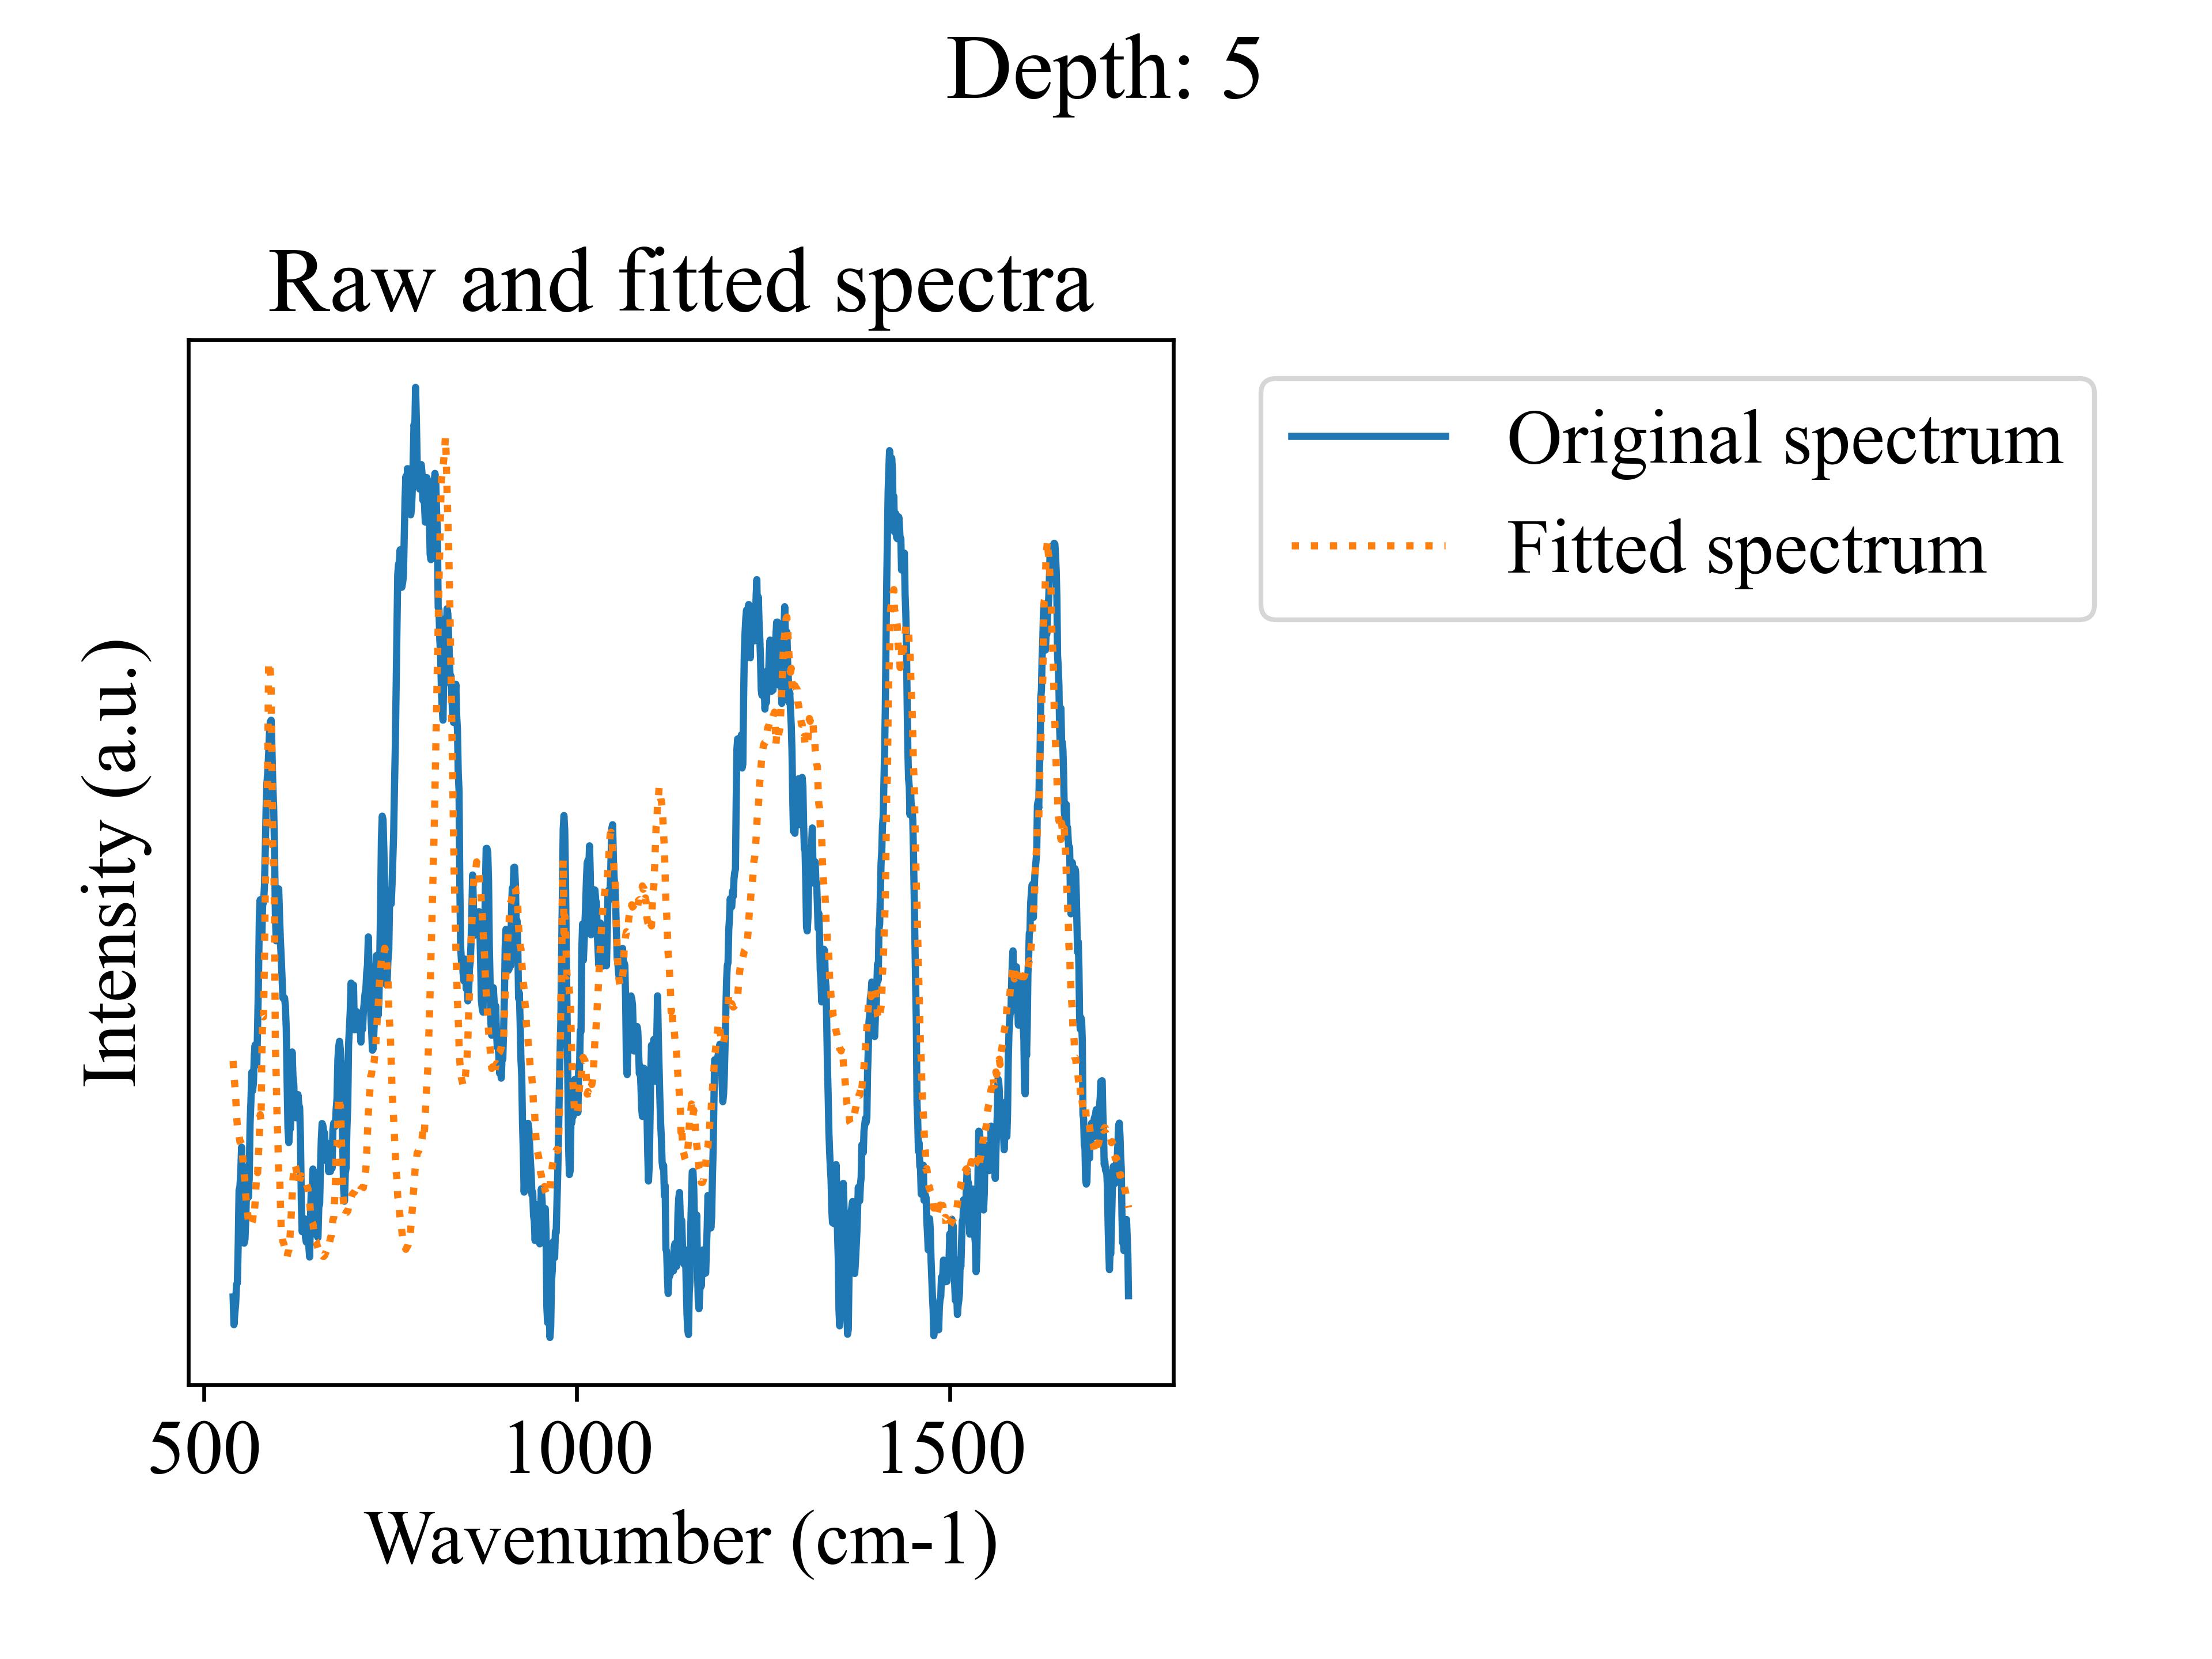 Depth: 5
Raw and fitted spectra
Original spectrum
Fitted spectrum
Intensity (a.u.)
500 1000 1500
Wavenumber (cm-1)